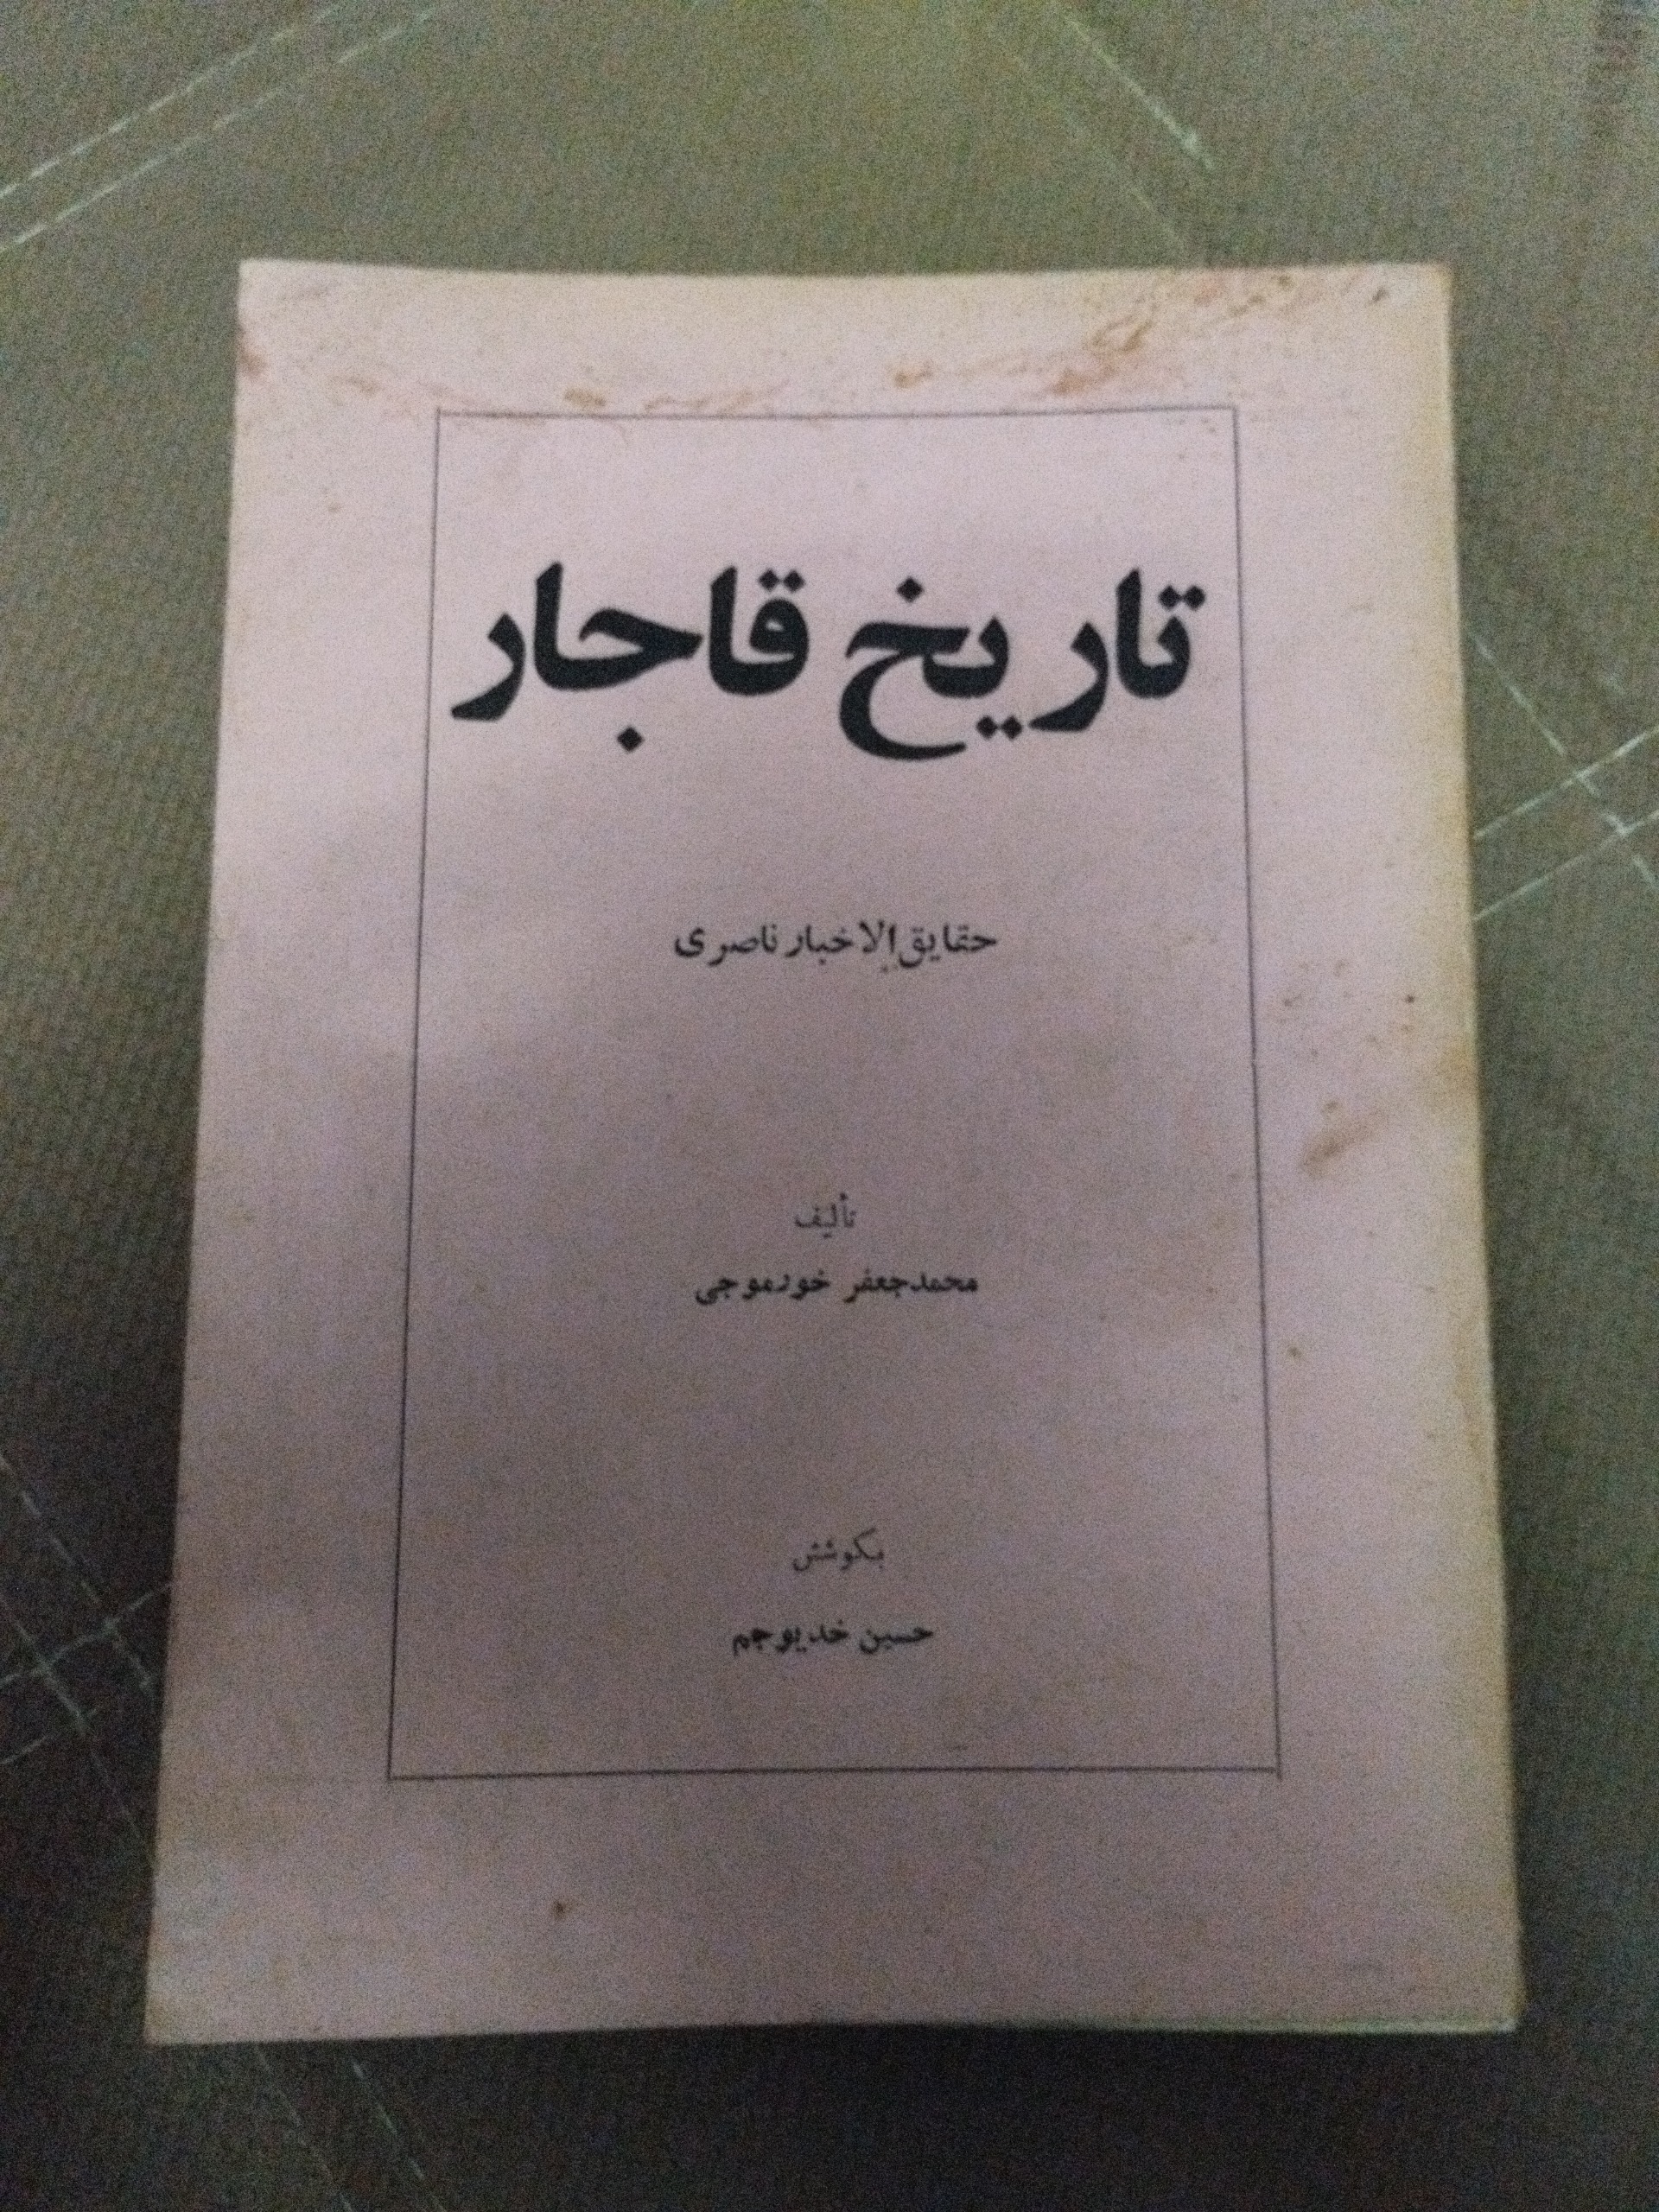 تاریخ قاجار
حقایق الاخبار ناصری
تألیف
محمدجعفر خورموجی
بکوشش
حسین خدیوجم